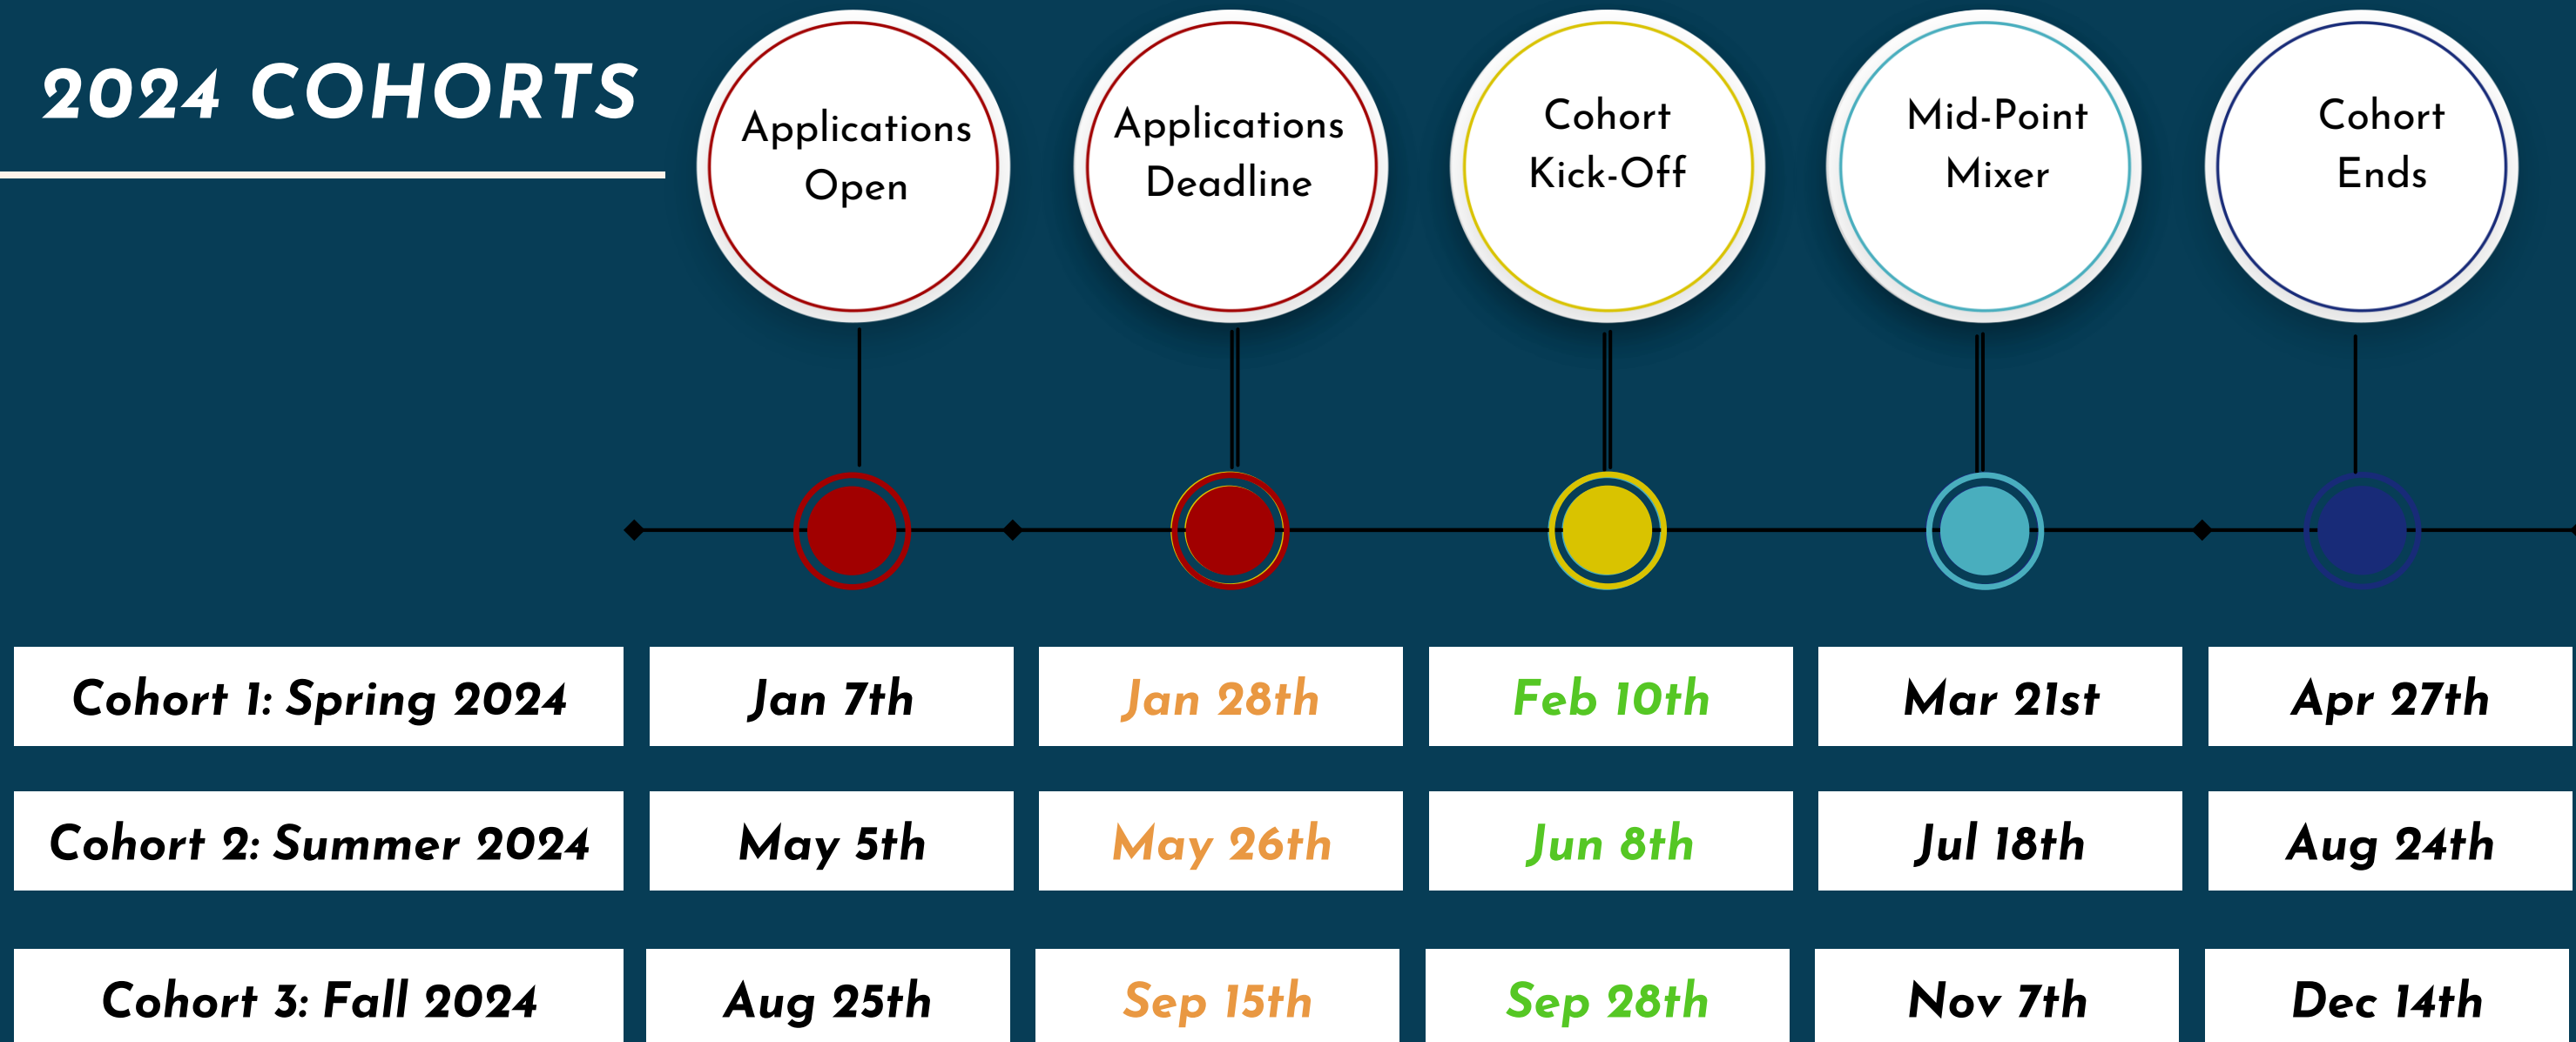 2024 COHORTS
Applications
Open
Applications
Deadline
Cohort
Kick-Off
Mid-Point
Mixer
Cohort
Ends
Cohort 1: Spring 2024 Jan 7th Jan 28th Feb 10th Mar 21st Apr 27th
Cohort 2: Summer 2024 May 5th May 26th Jun 8th Jul 18th Aug 24th
Cohort 3: Fall 2024 Aug 25th Sep 15th Sep 28th Nov 7th Dec 14th